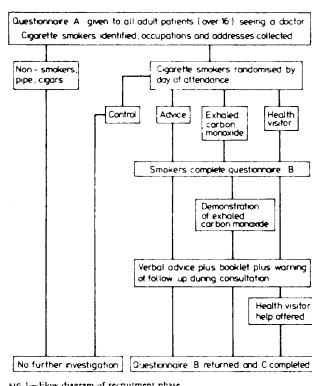 Questionnaire A given to all adult patients (over 16) seeing a doctor
Cigarette smokers identified, occupations and addresses collected
Non-smokers,
pipe, cigars
Cigarette smokers randomised by
day of attendance
Control
Advice
Exhaled
carbon
monoxide
Health
visitor
Smokers complete questionnaire B
Demonstration
of exhaled
carbon monoxide
Verbal advice plus booklet plus warning
of follow up during consultation
Health visitor
help offered
No further investigation
Questionnaire B returned and C completed
FIG 1—Flow diagram of recruitment phase